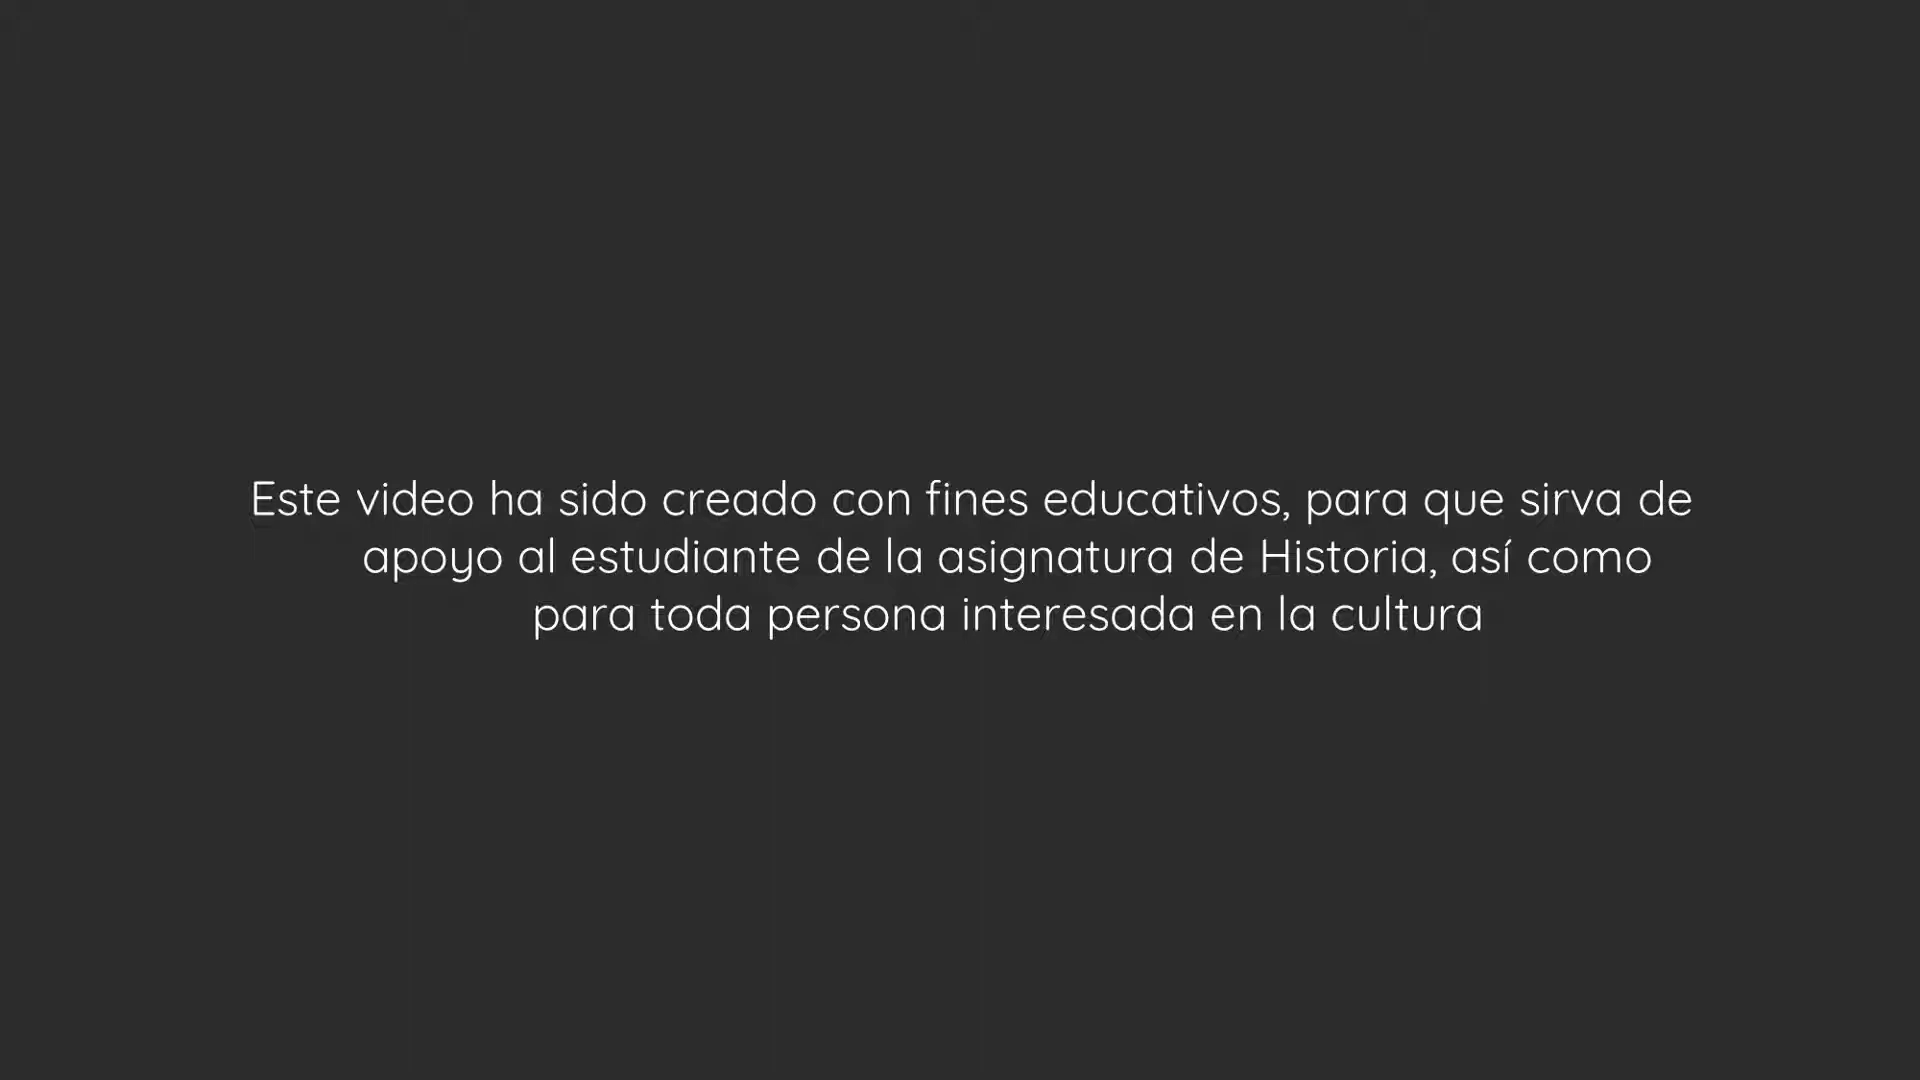 Este video ha sido creado con fines educativos, para que sirva de
apoyo al estudiante de la asignatura de Historia, así como
para toda persona interesada en la cultura